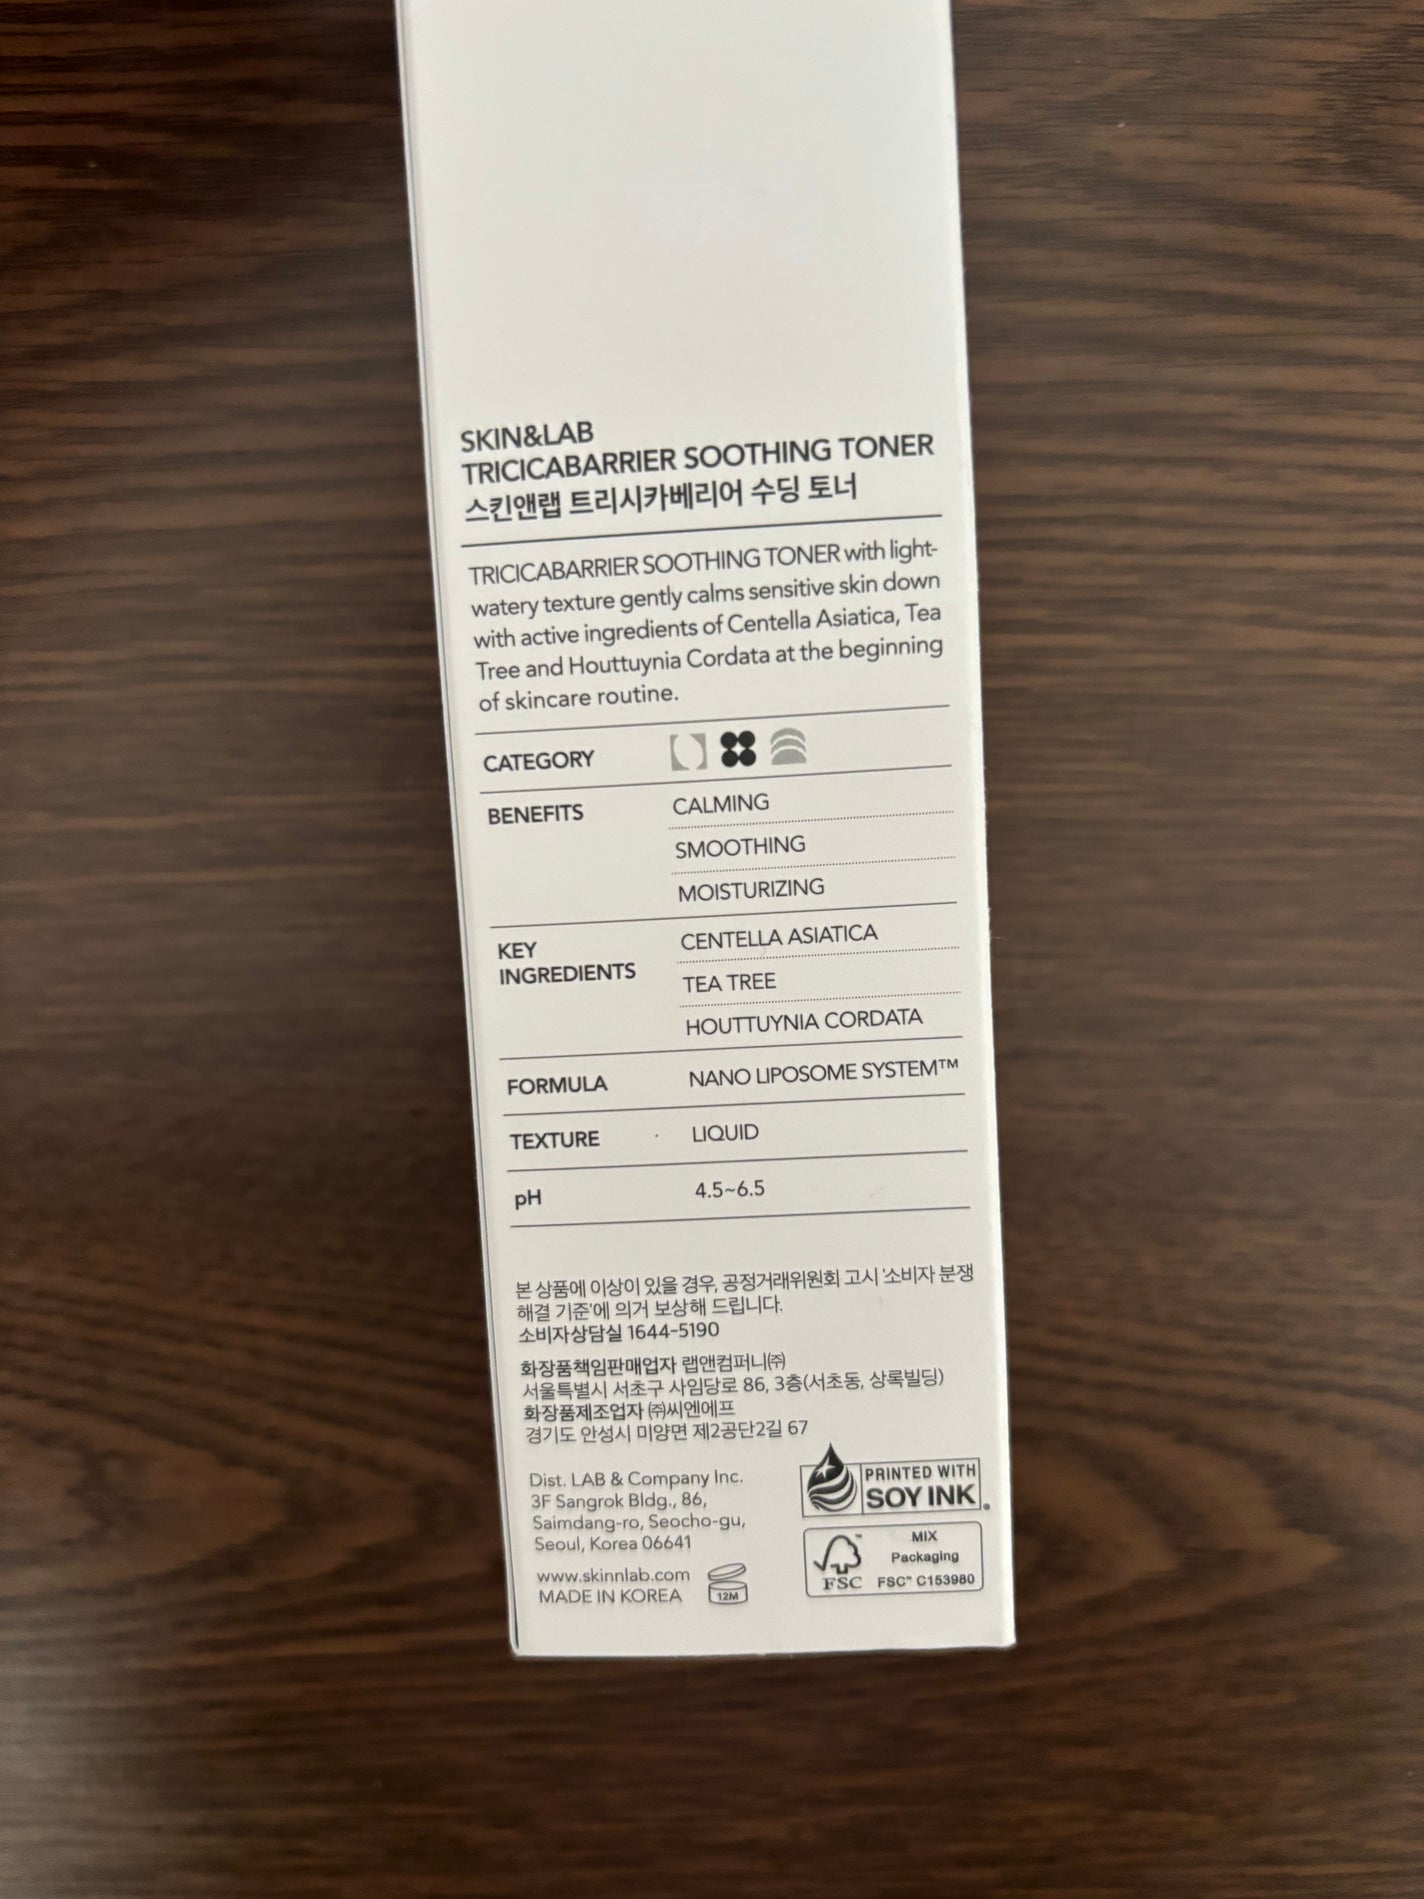 SKIN&LAB
TRICICABARRIER SOOTHING TONER
스킨앤랩 트리시카베리어 수딩 토너
TRICICABARRIER SOOTHING TONER with light-
watery texture gently calms sensitive skin down
with active ingredients of Centella Asiatica, Tea
Tree and Houttuynia Cordata at the beginning
of skincare routine.
CATEGORY
BENEFITS CALMING
SMOOTHING
MOISTURIZING
KEY
INGREDIENTS
CENTELLA ASIATICA
TEA TREE
HOUTTUYNIA CORDATA
FORMULA NANO LIPOSOME SYSTEM™
TEXTURE LIQUID
pH 4.5~6.5
본 상품에 이상이 있을 경우, 공정거래위원회 고시 '소비자 분쟁
해결 기준'에 의거 보상해 드립니다.
소비자상담실 1644-5190
화장품책임판매업자 랩앤컴퍼니㈜
서울특별시 서초구 사임당로 86, 3층(서초동, 상록빌딩)
화장품제조업자 ㈜씨엔에프
경기도 안성시 미양면 제2공단2길 67
Dist. LAB & Company Inc.
3F Sangrok Bldg., 86,
Saimdang-ro, Seocho-gu,
Seoul, Korea 06641
www.skinnlab.com
MADE IN KOREA
12M
PRINTED WITH
SOY INK®
FSC™
MIX
Packaging
FSC™ C153980